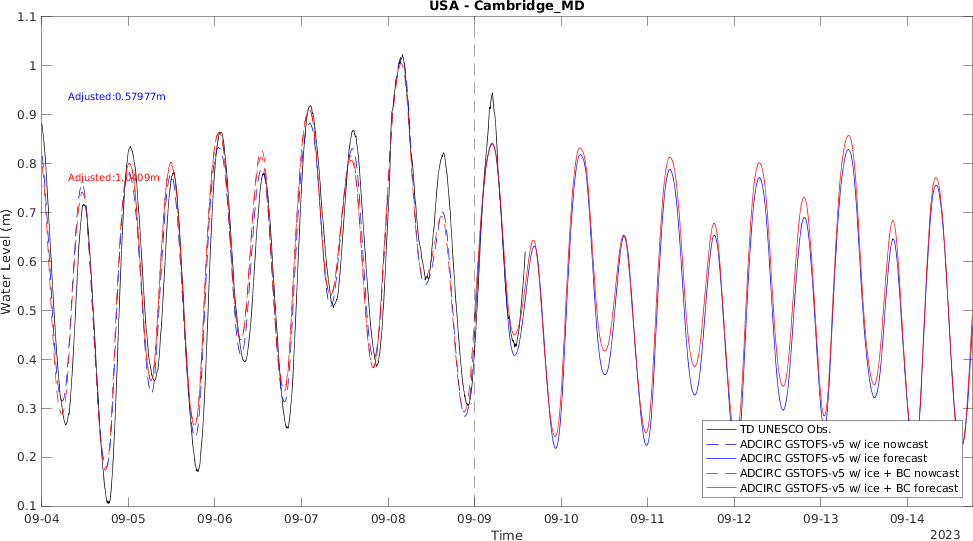 USA - Cambridge_MD
1.1
1
0.9
0.8
0.7
0.6
0.5
0.4
0.3
0.2
0.1
Water Level (m)
Adjusted:0.57977m
Adjusted:1.0409m
TD UNESCO Obs.
ADCIRC GSTOFS-v5 w/ ice nowcast
ADCIRC GSTOFS-v5 w/ ice forecast
ADCIRC GSTOFS-v5 w/ ice + BC nowcast
ADCIRC GSTOFS-v5 w/ ice + BC forecast
09-04 09-05 09-06 09-07 09-08 09-09 09-10 09-11 09-12 09-13 09-14
Time
2023